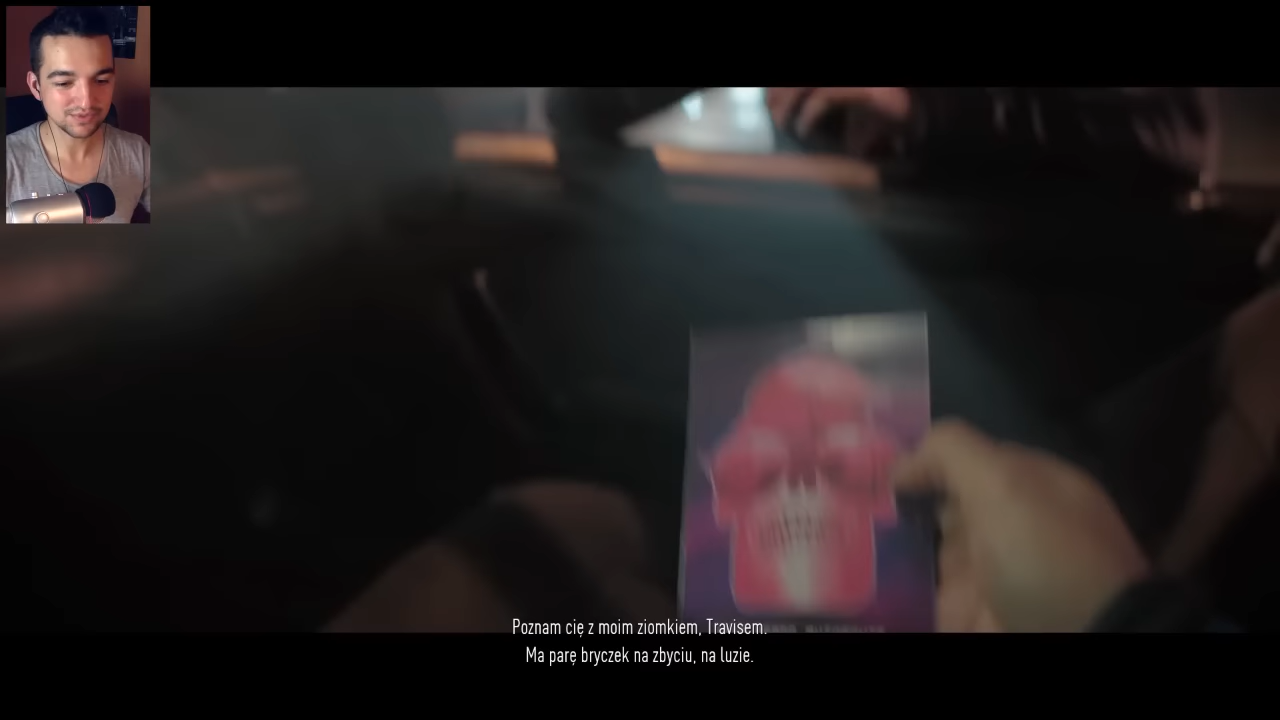 Poznam cię z moim ziomkiem, Travisem.
Ma parę bryczek na zbyciu, na luzie.